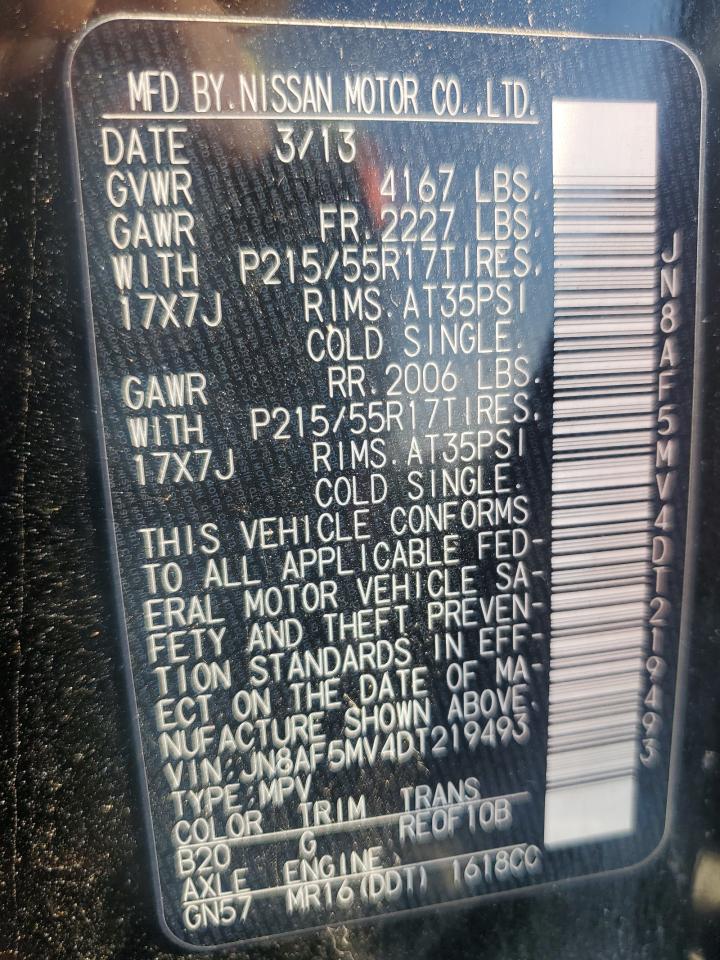 MFD BY. NISSAN MOTOR CO., LTD.
DATE 3/13
GVWR 4167 LBS.
GAWR FR. 2227 LBS.
WITH P215/55R17TIRES.
17X7J RIMS. AT35PSI
COLD SINGLE.
GAWR RR. 2006 LBS.
WITH P215/55R17TIRES.
17X7J RIMS. AT35PSI
COLD SINGLE.
THIS VEHICLE CONFORMS
TO ALL APPLICABLE FED-
ERAL MOTOR VEHICLE SA-
FETY AND THEFT PREVEN-
TION STANDARDS IN EFF-
ECT ON THE DATE OF MA-
NUFACTURE SHOWN ABOVE.
VIN: JN8AF5MV4DT219493
TYPE: MPV
COLOR TRIM TRANS
B20 G RE0F10B
AXLE ENGINE
GN57 MR16(DDT) 1618CC
JN8AF5MV4DT219493